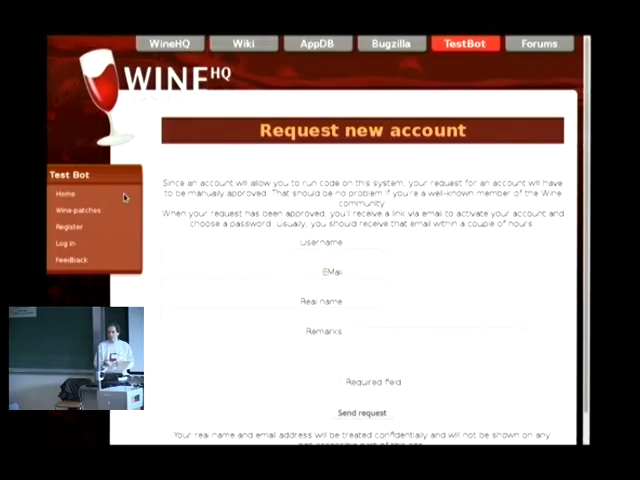 WineHQ Wiki AppDB Bugzilla TestBot Forums
WINE HQ
Request new account
Test Bot
Home
Wine-patches
Register
Log in
Feedback
Since an account will allow you to run code on this system, your request for an account will have
to be manually approved. That should be no problem if you're a well-known member of the Wine
community.
When your request has been approved, you'll receive a link via email to activate your account and
choose a password. Usually, you should receive that email within a couple of hours.
Username
EMail
Real name
Remarks
Required field
Send request
Your real name and email address will be treated confidentially and will not be shown on any